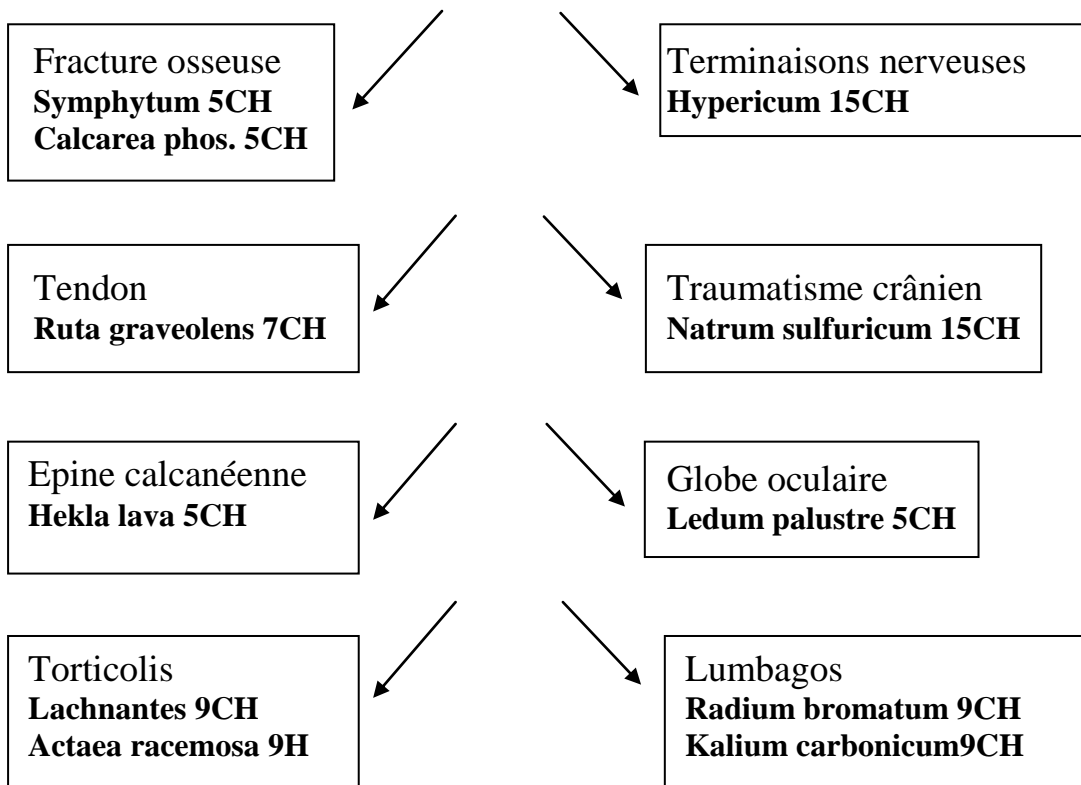 Fracture osseuse
Symphytum 5CH
Calcarea phos. 5CH
Terminaisons nerveuses
Hypericum 15CH
Tendon
Ruta graveolens 7CH
Traumatisme crânien
Natrum sulfuricum 15CH
Epine calcanéenne
Hekla lava 5CH
Globe oculaire
Ledum palustre 5CH
Torticolis
Lachnantes 9CH
Actaea racemosa 9H
Lumbagos
Radium bromatum 9CH
Kalium carbonicum9CH